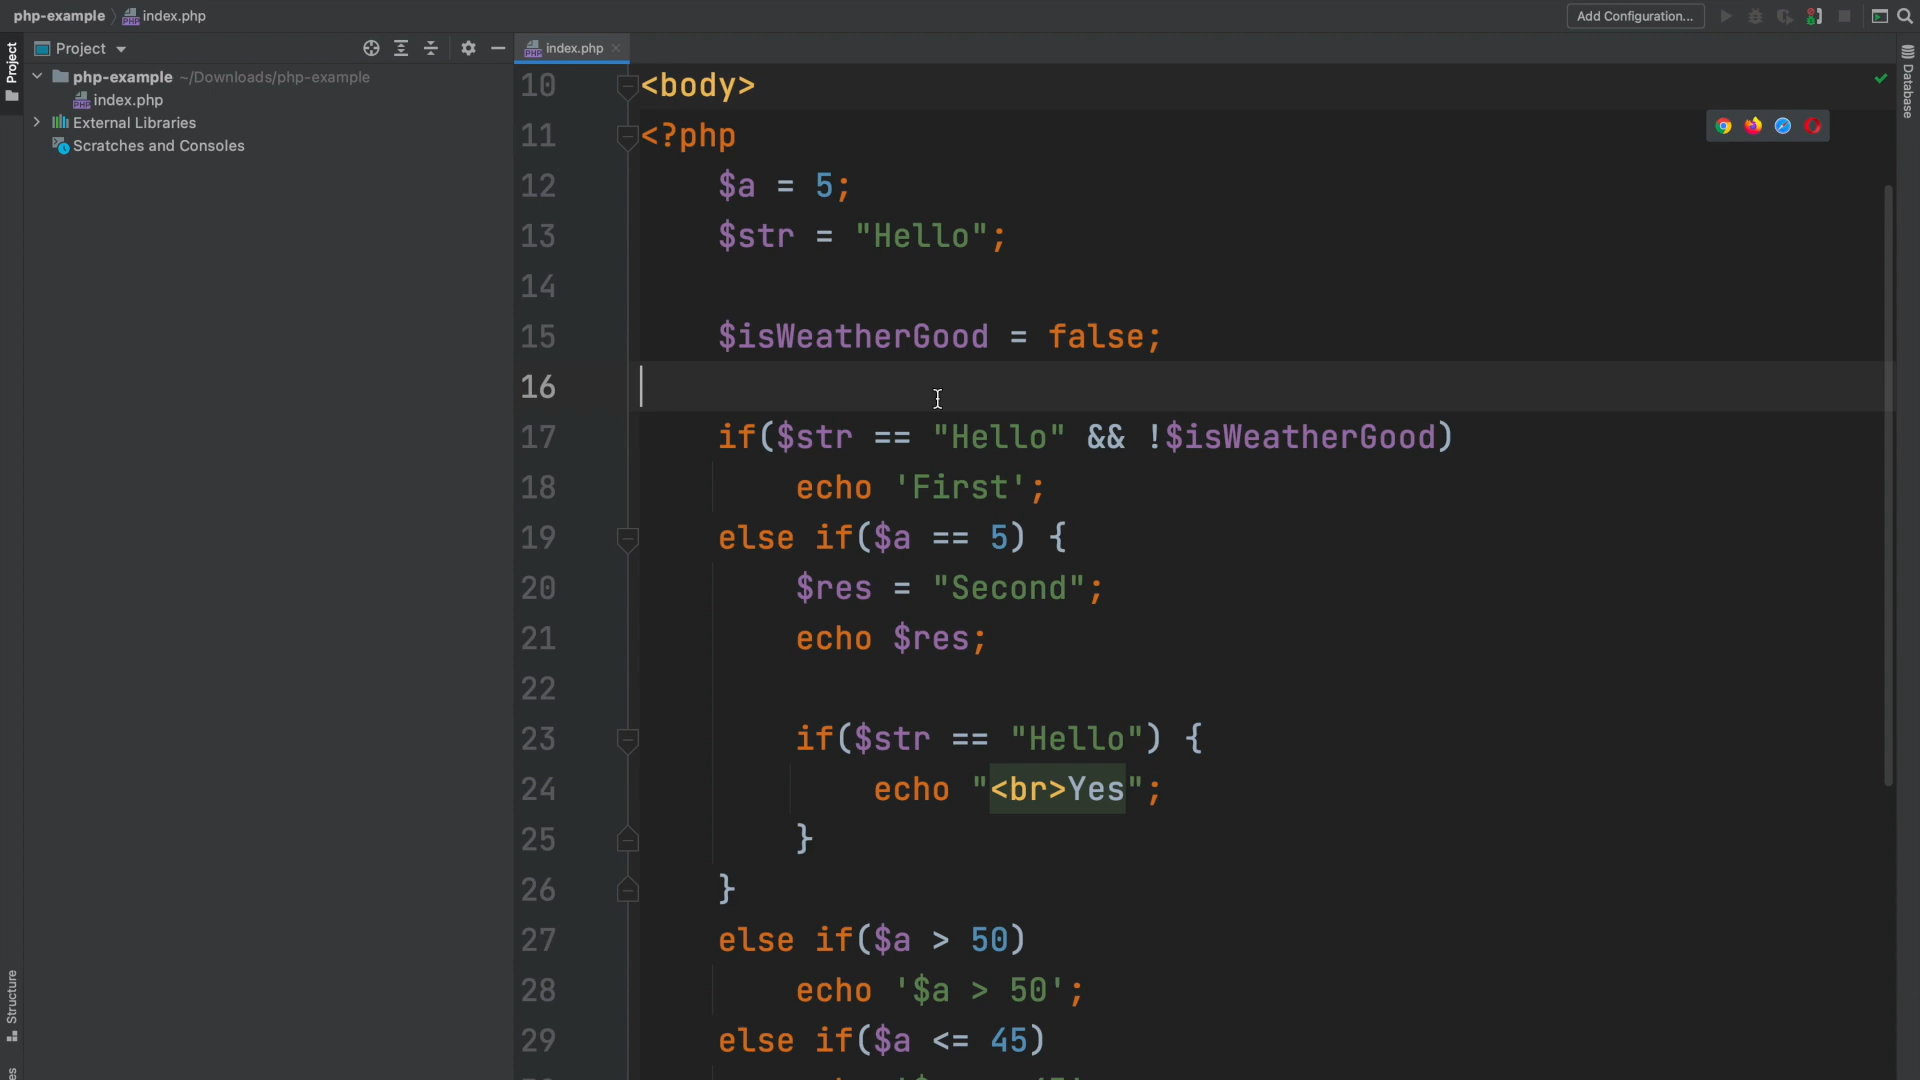 php-example index.php
Add Configuration...
Project
Project
index.php
php-example ~/Downloads/php-example
index.php
External Libraries
Scratches and Consoles
Database
Structure
10 <body>
11 <?php
12 $a = 5;
13 $str = "Hello";
14
15 $isWeatherGood = false;
16
17 if($str == "Hello" && !$isWeatherGood)
18 echo 'First';
19 else if($a == 5) {
20 $res = "Second";
21 echo $res;
22
23 if($str == "Hello") {
24 echo "<br>Yes";
25 }
26 }
27 else if($a > 50)
28 echo '$a > 50';
29 else if($a <= 45)